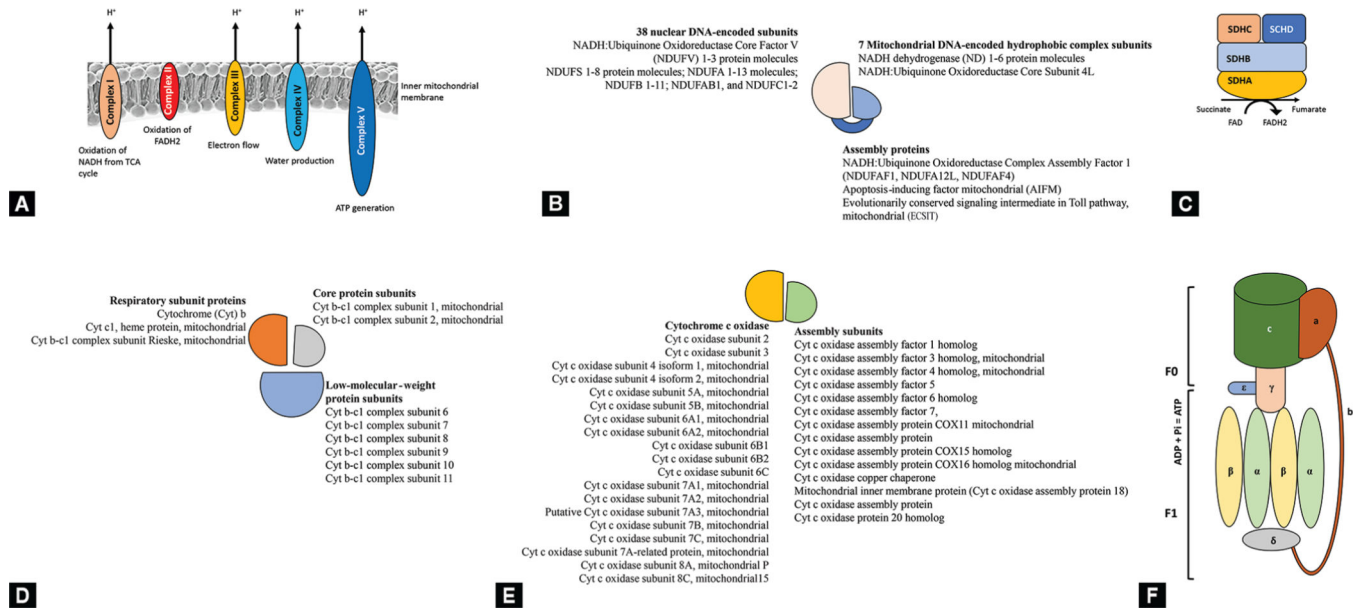 H⁺
H⁺
H⁺
H⁺
Complex I
Complex II
Complex III
Complex IV
Complex V
Inner mitochondrial
membrane
Oxidation of
NADH from TCA
cycle
Oxidation of
FADH2
Electron flow
Water production
ATP generation
A
38 nuclear DNA-encoded subunits
NADH:Ubiquinone Oxidoreductase Core Factor V
(NDUFV) 1-3 protein molecules
NDUFS 1-8 protein molecules; NDUFA 1-13 molecules;
NDUFB 1-11; NDUFAB1, and NDUFC1-2
7 Mitochondrial DNA-encoded hydrophobic complex subunits
NADH dehydrogenase (ND) 1-6 protein molecules
NADH:Ubiquinone Oxidoreductase Core Subunit 4L
Assembly proteins
NADH:Ubiquinone Oxidoreductase Complex Assembly Factor 1
(NDUFAF1, NDUFA12L, NDUFAF4)
Apoptosis-inducing factor mitochondrial (AIFM)
Evolutionarily conserved signaling intermediate in Toll pathway,
mitochondrial (ECSIT)
B
SDHC
SCHD
SDHB
SDHA
Succinate
Fumarate
FAD
FADH2
C
Respiratory subunit proteins
Cytochrome (Cyt) b
Cyt c1, heme protein, mitochondrial
Cyt b-c1 complex subunit Rieske, mitochondrial
Core protein subunits
Cyt b-c1 complex subunit 1, mitochondrial
Cyt b-c1 complex subunit 2, mitochondrial
Low-molecular-weight
protein subunits
Cyt b-c1 complex subunit 6
Cyt b-c1 complex subunit 7
Cyt b-c1 complex subunit 8
Cyt b-c1 complex subunit 9
Cyt b-c1 complex subunit 10
Cyt b-c1 complex subunit 11
D
Cytochrome c oxidase
Cyt c oxidase subunit 2
Cyt c oxidase subunit 3
Cyt c oxidase subunit 4 isoform 1, mitochondrial
Cyt c oxidase subunit 4 isoform 2, mitochondrial
Cyt c oxidase subunit 5A, mitochondrial
Cyt c oxidase subunit 5B, mitochondrial
Cyt c oxidase subunit 6A1, mitochondrial
Cyt c oxidase subunit 6A2, mitochondrial
Cyt c oxidase subunit 6B1
Cyt c oxidase subunit 6B2
Cyt c oxidase subunit 6C
Cyt c oxidase subunit 7A1, mitochondrial
Cyt c oxidase subunit 7A2, mitochondrial
Putative Cyt c oxidase subunit 7A3, mitochondrial
Cyt c oxidase subunit 7B, mitochondrial
Cyt c oxidase subunit 7C, mitochondrial
Cyt c oxidase subunit 7A-related protein, mitochondrial
Cyt c oxidase subunit 8A, mitochondrial P
Cyt c oxidase subunit 8C, mitochondrial15
Assembly subunits
Cyt c oxidase assembly factor 1 homolog
Cyt c oxidase assembly factor 3 homolog, mitochondrial
Cyt c oxidase assembly factor 4 homolog, mitochondrial
Cyt c oxidase assembly factor 5
Cyt c oxidase assembly factor 6 homolog
Cyt c oxidase assembly factor 7,
Cyt c oxidase assembly protein COX11 mitochondrial
Cyt c oxidase assembly protein
Cyt c oxidase assembly protein COX15 homolog
Cyt c oxidase assembly protein COX16 homolog mitochondrial
Cyt c oxidase copper chaperone
Mitochondrial inner membrane protein (Cyt c oxidase assembly protein 18)
Cyt c oxidase assembly protein
Cyt c oxidase protein 20 homolog
E
F0
F1
ADP + Pi = ATP
c
a
ε
γ
b
β
α
β
α
δ
F